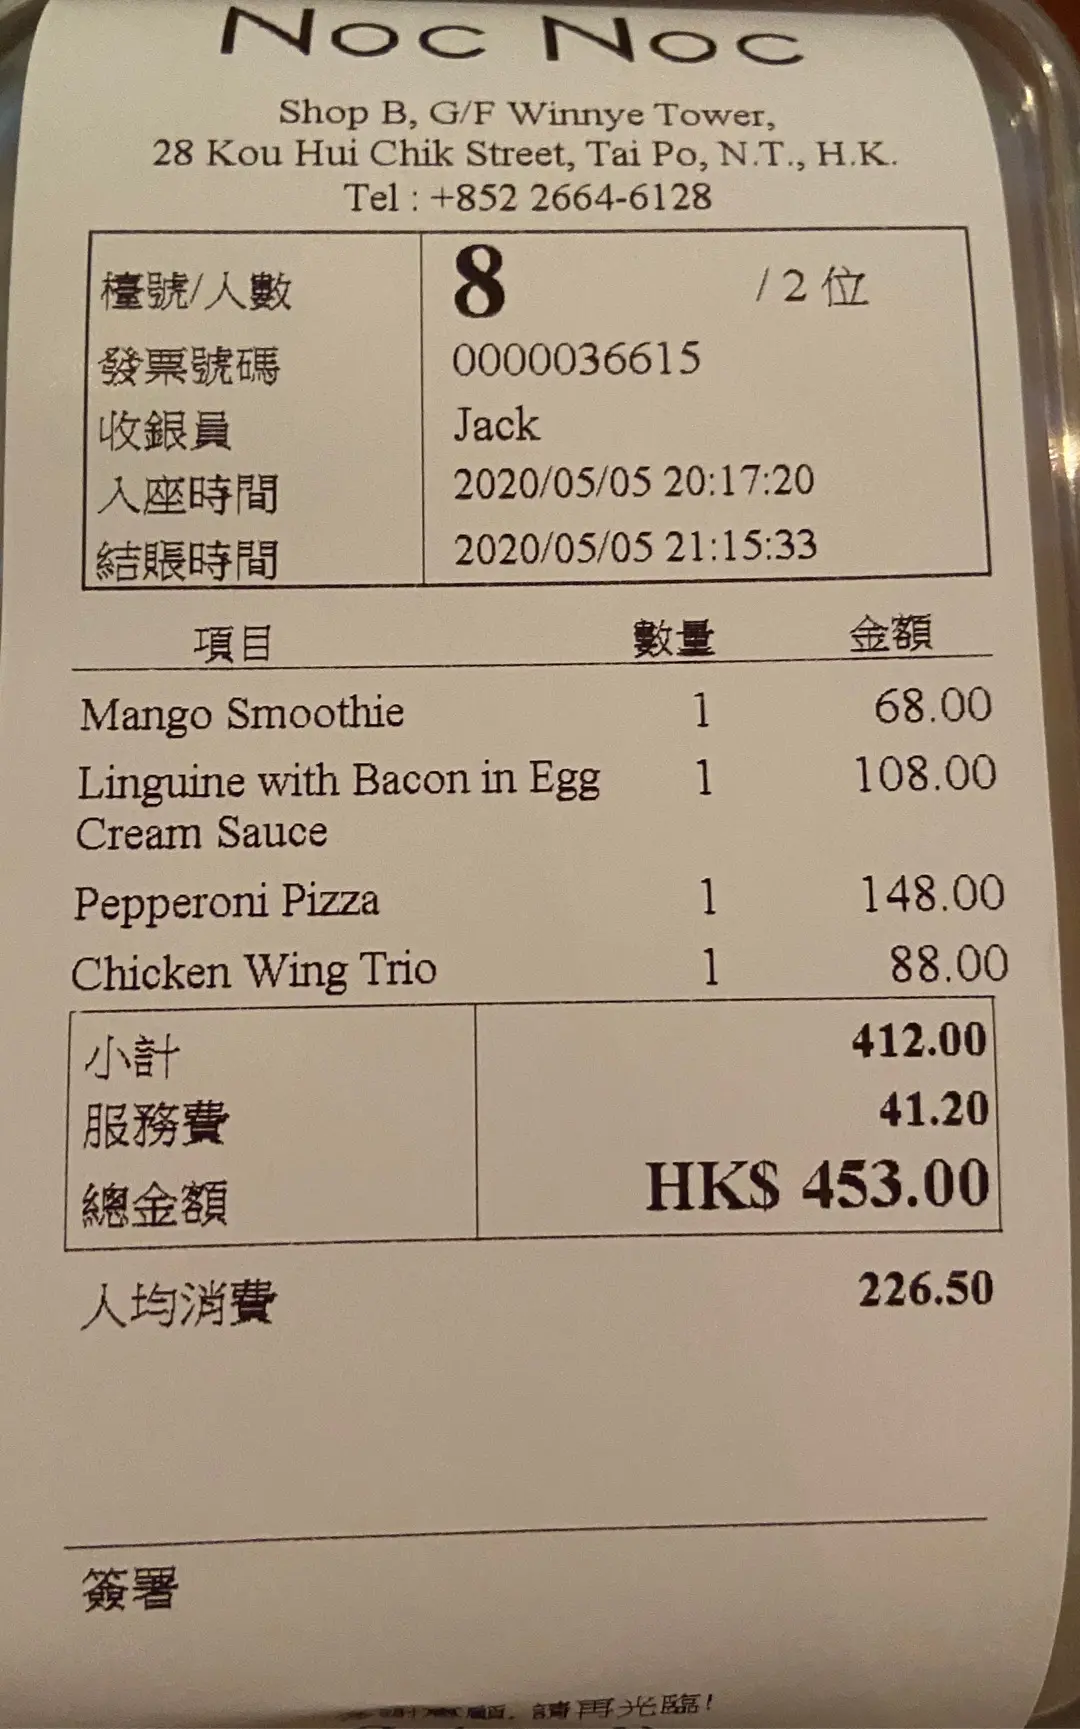 Noc Noc
Shop B, G/F Winnye Tower,
28 Kou Hui Chik Street, Tai Po, N.T., H.K.
Tel : +852 2664-6128
檯號/人數 8 / 2 位
發票號碼 0000036615
收銀員 Jack
入座時間 2020/05/05 20:17:20
結賬時間 2020/05/05 21:15:33
項目 數量 金額
Mango Smoothie 1 68.00
Linguine with Bacon in Egg 1 108.00
Cream Sauce
Pepperoni Pizza 1 148.00
Chicken Wing Trio 1 88.00
小計 412.00
服務費 41.20
總金額 HK$ 453.00
人均消費 226.50
簽署
請再光臨!